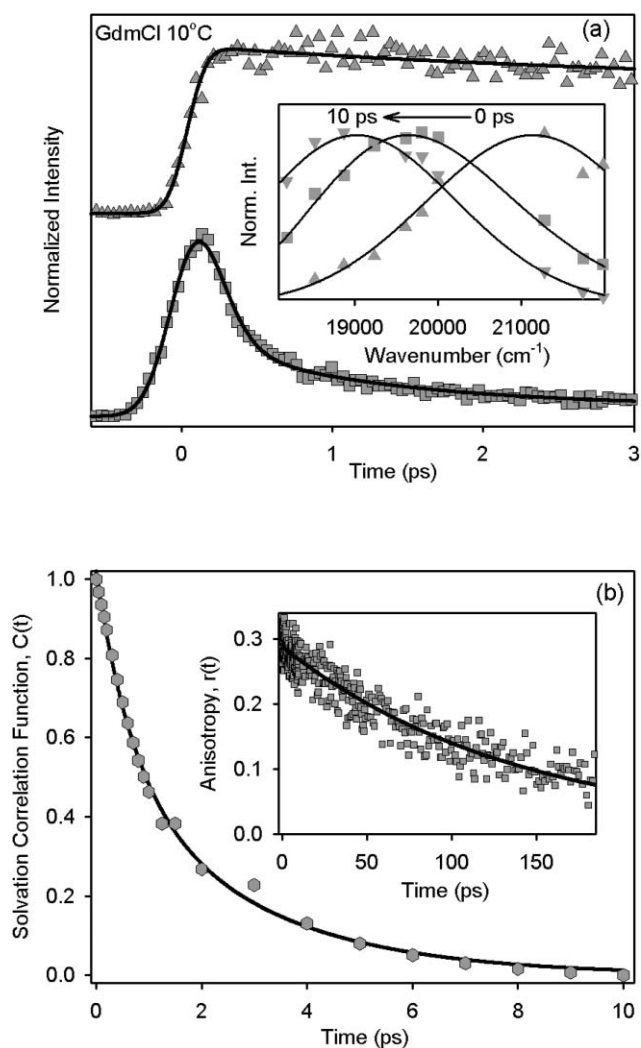 (a)
GdmCl 10°C
Normalized Intensity
10 ps
0 ps
Norm. Int.
19000 20000 21000
Wavenumber (cm⁻¹)
0 1 2 3
Time (ps)
(b)
1.0
0.8
0.6
0.4
0.2
0.0
Solvation Correlation Function, C(t)
0.3
0.2
0.1
0.0
Anisotropy, r(t)
0 50 100 150
Time (ps)
0 2 4 6 8 10
Time (ps)